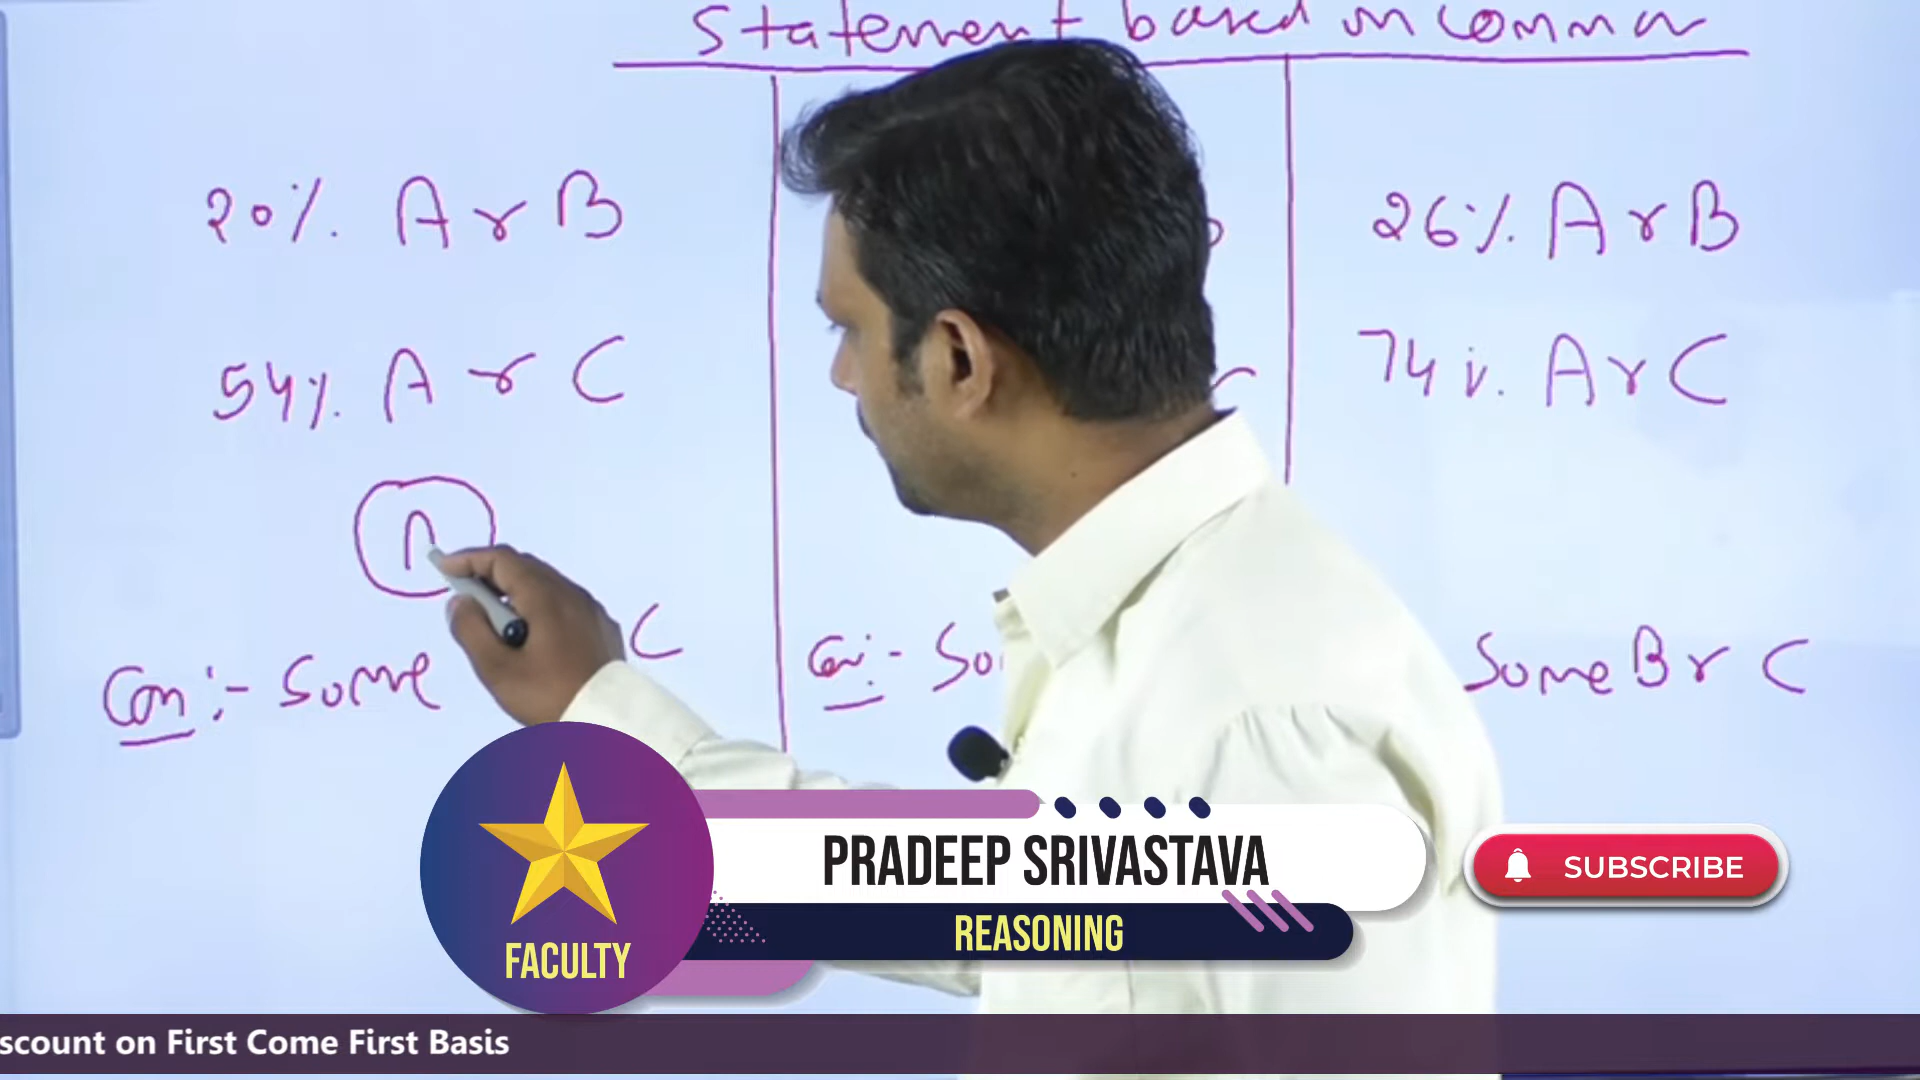 Statement based on common
20% A r B
54% A r C
A
Con :- Some C
Con :- So
26% A r B
74 %. A r C
Some B r C
FACULTY
PRADEEP SRIVASTAVA
REASONING
SUBSCRIBE
scount on First Come First Basis